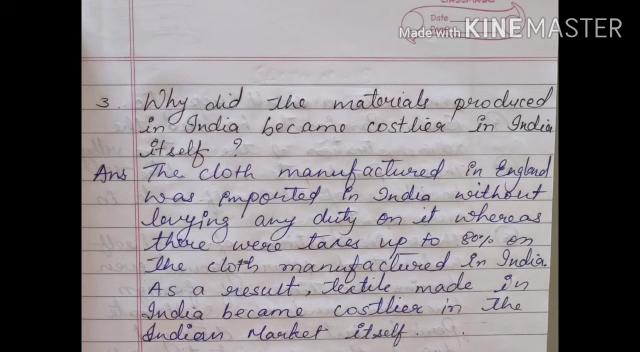 Date
Made with KINEMASTER
3. Why did the materials produced
in India became costlier in India
itself ?
Ans The cloth manufactured in England
was imported in India without
levying any duty on it whereas
there were taxes up to 80% on
the cloth manufactured in India.
As a result, textile made in
India became costlier in the
Indian Market itself.